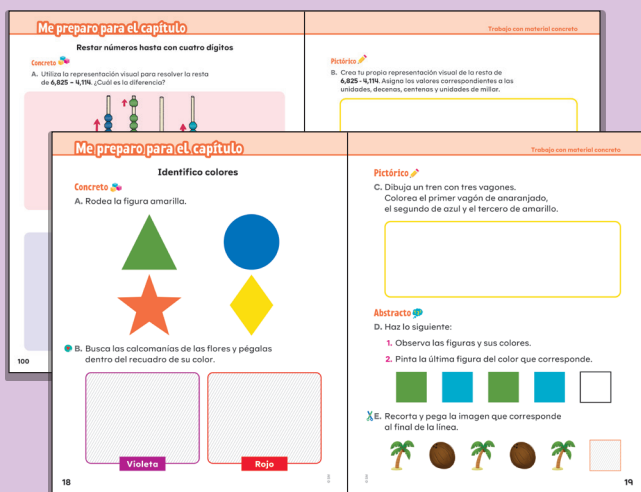 Me preparo para el capítulo
Trabajo con material concreto
Restar números hasta con cuatro dígitos
Concreto
A. Utiliza la representación visual para resolver la resta
de 6,825 – 4,114. ¿Cuál es la diferencia?
Pictórico
B. Crea tu propia representación visual de la resta de
6,825 - 4,114. Asigna los valores correspondientes a las
unidades, decenas, centenas y unidades de millar.
100
Me preparo para el capítulo
Trabajo con material concreto
Identifico colores
Concreto
A. Rodea la figura amarilla.
B. Busca las calcomanías de las flores y pégalas
dentro del recuadro de su color.
Violeta
Rojo
18
Pictórico
C. Dibuja un tren con tres vagones.
Colorea el primer vagón de anaranjado,
el segundo de azul y el tercero de amarillo.
Abstracto
D. Haz lo siguiente:
1. Observa las figuras y sus colores.
2. Pinta la última figura del color que corresponde.
E. Recorta y pega la imagen que corresponde
al final de la línea.
19